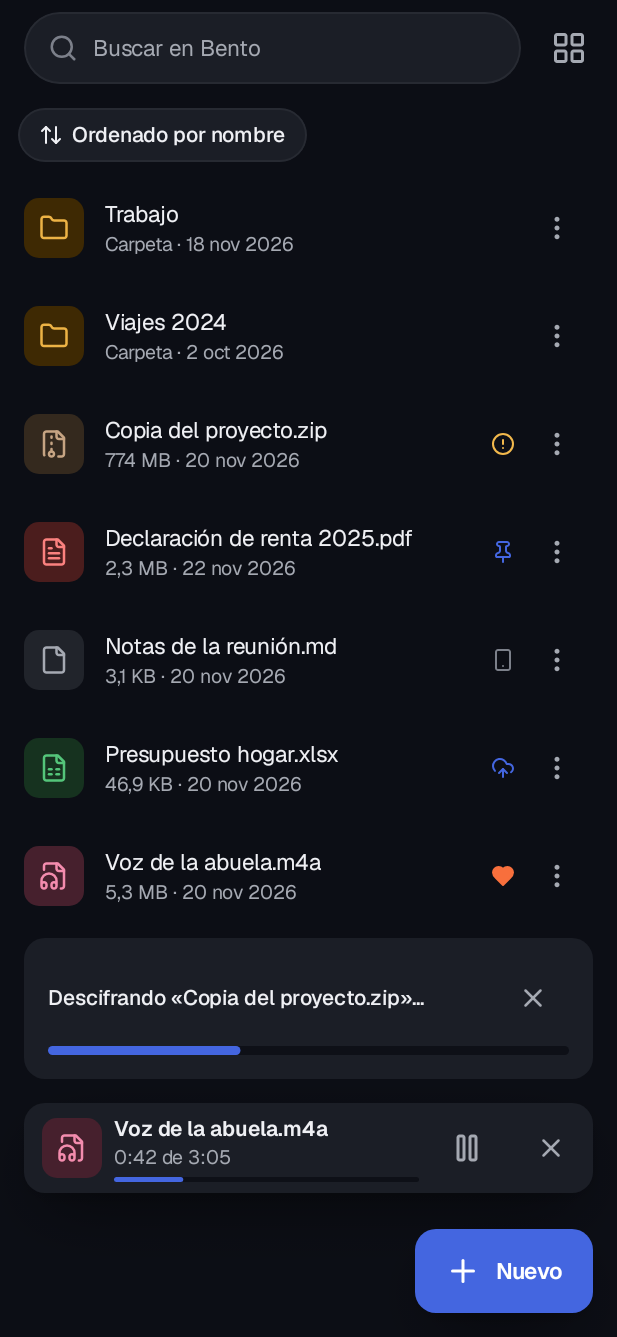 Buscar en Bento
Ordenado por nombre
Trabajo
Carpeta · 18 nov 2026
Viajes 2024
Carpeta · 2 oct 2026
Copia del proyecto.zip
774 MB · 20 nov 2026
Declaración de renta 2025.pdf
2,3 MB · 22 nov 2026
Notas de la reunión.md
3,1 KB · 20 nov 2026
Presupuesto hogar.xlsx
46,9 KB · 20 nov 2026
Voz de la abuela.m4a
5,3 MB · 20 nov 2026
Descifrando «Copia del proyecto.zip»…
Voz de la abuela.m4a
0:42 de 3:05
Nuevo